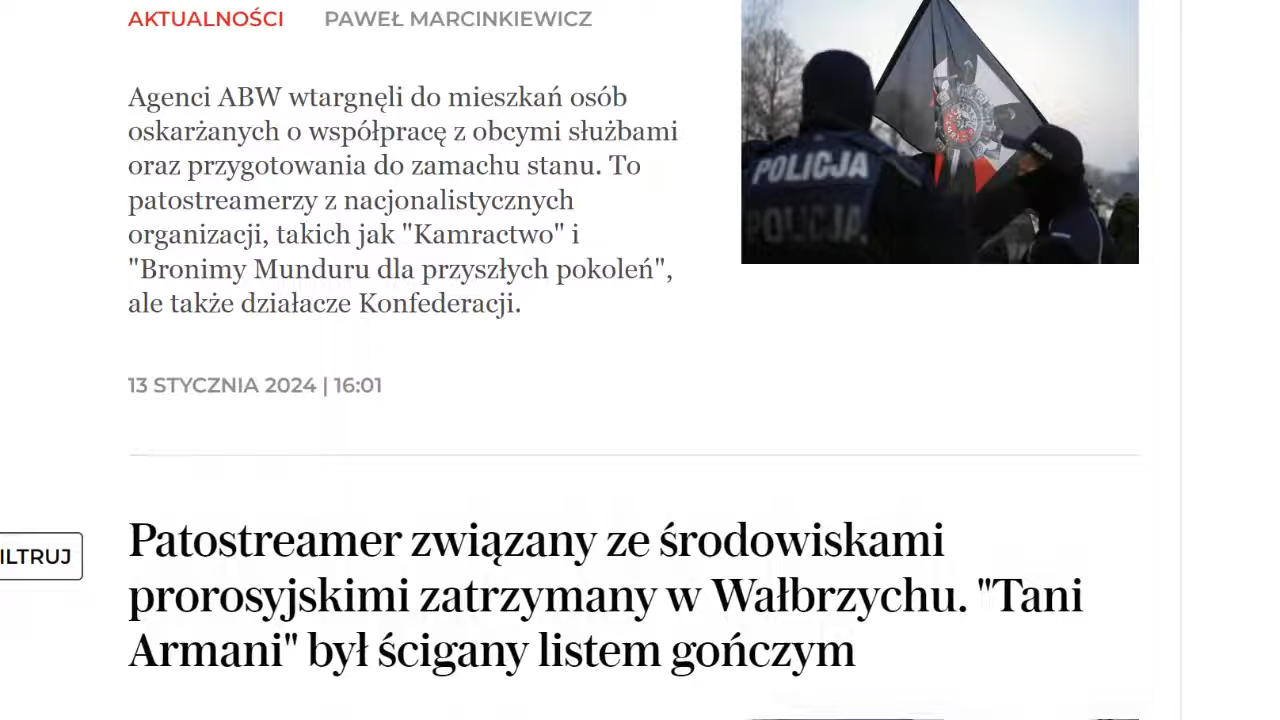 AKTUALNOŚCI PAWEŁ MARCINKIEWICZ
Agenci ABW wtargnęli do mieszkań osób
oskarżanych o współpracę z obcymi służbami
oraz przygotowania do zamachu stanu. To
patostreamerzy z nacjonalistycznych
organizacji, takich jak "Kamractwo" i
"Bronimy Munduru dla przyszłych pokoleń",
ale także działacze Konfederacji.
POLICJA
POLICJA
13 STYCZNIA 2024 | 16:01
ILTRUJ
Patostreamer związany ze środowiskami
prorosyjskimi zatrzymany w Wałbrzychu. "Tani
Armani" był ścigany listem gończym